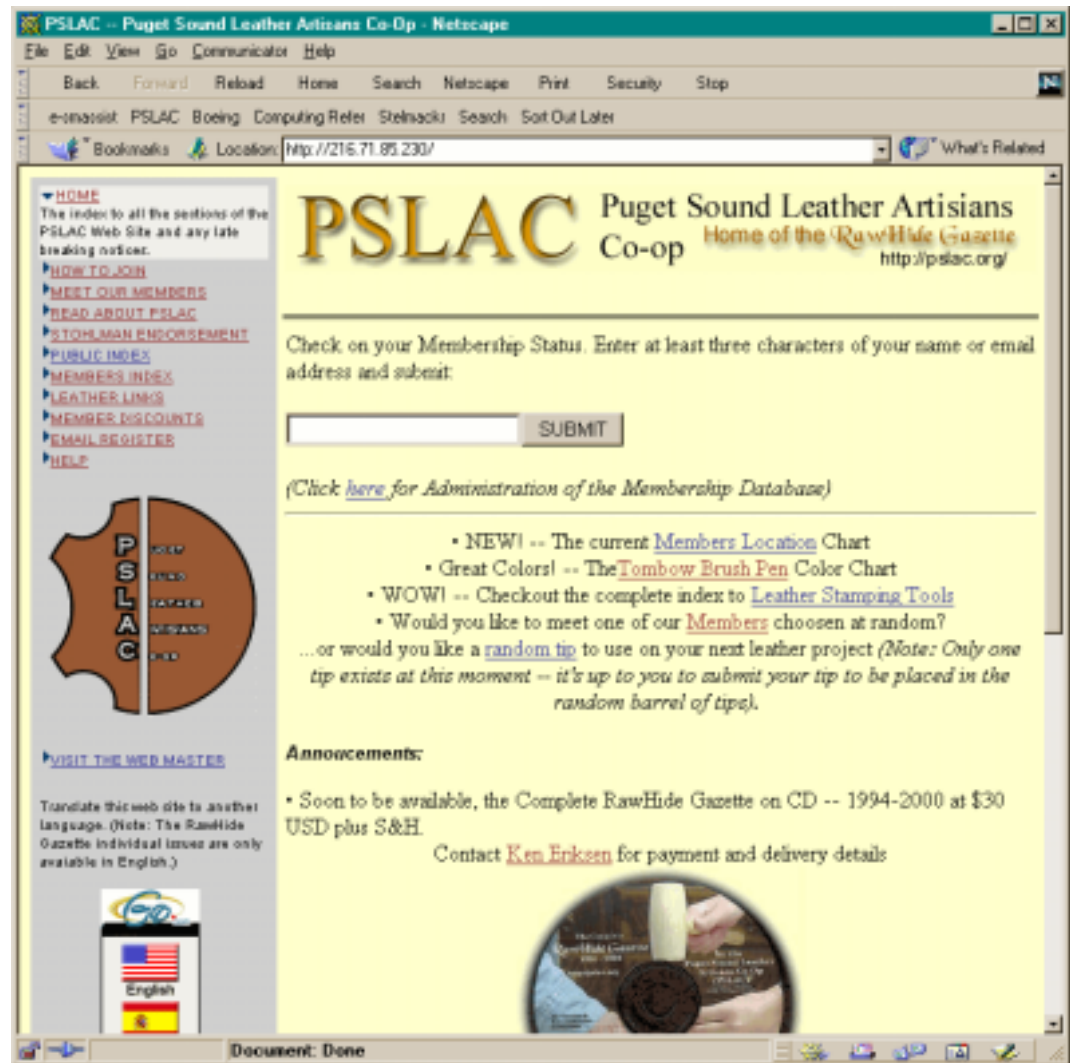 PSLAC -- Puget Sound Leather Artisans Co-Op - Netscape
File Edit View Go Communicator Help
Back Forward Reload Home Search Netscape Print Security Stop
e-smassist PSLAC Boeing Computing Refer Stelmacks Search Sort Out Later
Bookmarks Location: http://216.71.85.230/ What's Related
HOME
The index to all the sections of the
PSLAC Web Site and any late
breaking notices.
HOW TO JOIN
MEET OUR MEMBERS
READ ABOUT PSLAC
STOHLMAN ENDORSEMENT
PUBLIC INDEX
MEMBERS INDEX
LEATHER LINKS
MEMBER DISCOUNTS
EMAIL REGISTER
HELP
PSLAC
VISIT THE WEB MASTER
Translate this web site to another
language. (Note: The RawHide
Gazette individual issues are only
avaiable in English.)
Go.
English
PSLAC Puget Sound Leather Artisians
Co-op Home of the RawHide Gazette
http://pslac.org/
Check on your Membership Status. Enter at least three characters of your name or email
address and submit:
SUBMIT
(Click here for Administration of the Membership Database)
• NEW! -- The current Members Location Chart
• Great Colors! -- The Tombow Brush Pen Color Chart
• WOW! -- Checkout the complete index to Leather Stamping Tools
• Would you like to meet one of our Members choosen at random?
...or would you like a random tip to use on your next leather project (Note: Only one
tip exists at this moment -- it's up to you to submit your tip to be placed in the
random barrel of tips).
Annoucements:
• Soon to be available, the Complete RawHide Gazette on CD -- 1994-2000 at $30
USD plus S&H.
Contact Ken Eriksen for payment and delivery details
RawHide Gazette
Document: Done